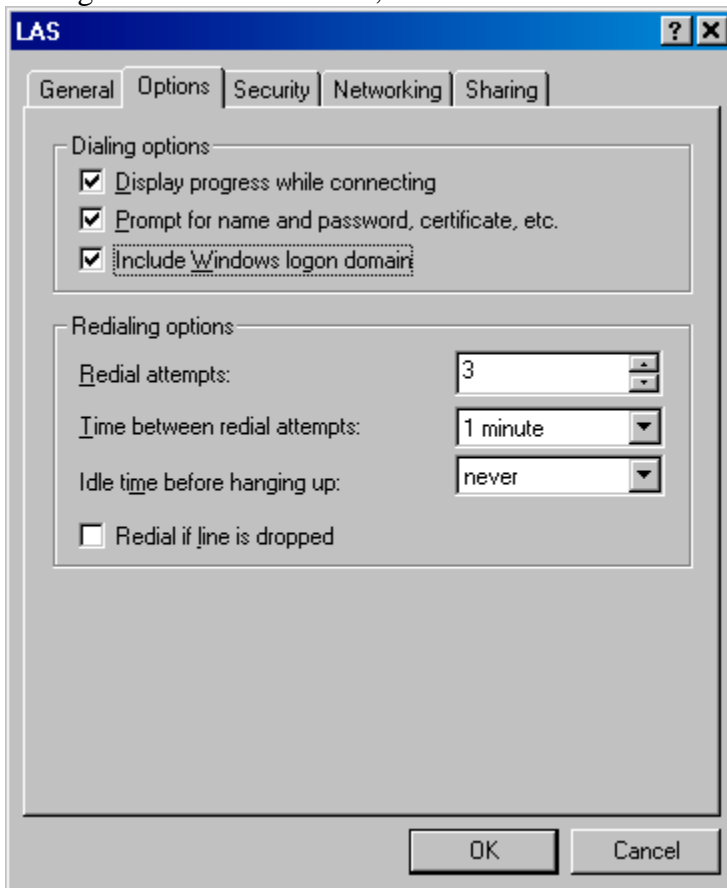 LAS
General Options Security Networking Sharing
Dialing options
Display progress while connecting
Prompt for name and password, certificate, etc.
Include Windows logon domain
Redialing options
Redial attempts: 3
Time between redial attempts: 1 minute
Idle time before hanging up: never
Redial if line is dropped
OK Cancel